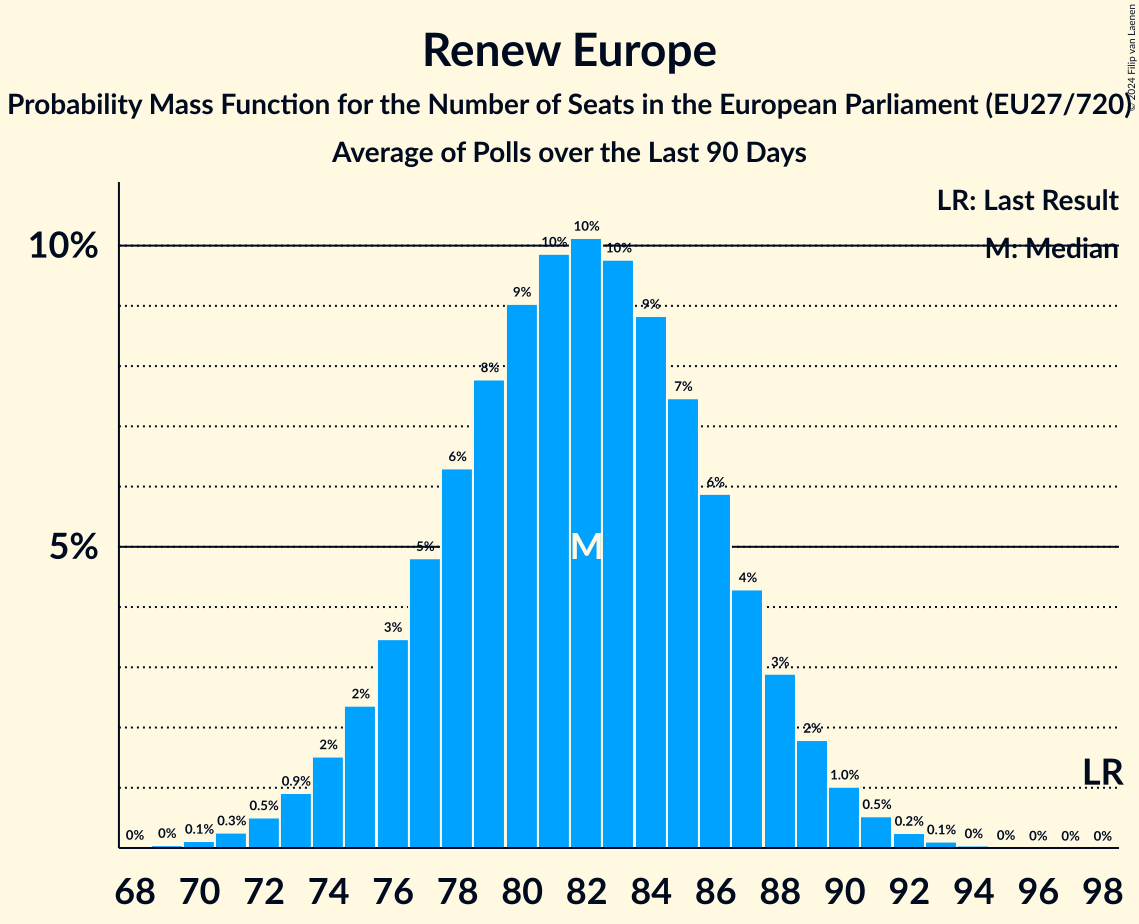 © 2024 Filip van Laenen
Renew Europe
Probability Mass Function for the Number of Seats in the European Parliament (EU27/720)
Average of Polls over the Last 90 Days
LR: Last Result
M: Median
10%
5%
0% 0% 0.1% 0.3% 0.5% 0.9% 2% 2% 3% 5% 6% 8% 9% 10% 10% 10% 9% 7% 6% 4% 3% 2% 1.0% 0.5% 0.2% 0.1% 0% 0% 0% 0% 0%
M
LR
68 70 72 74 76 78 80 82 84 86 88 90 92 94 96 98